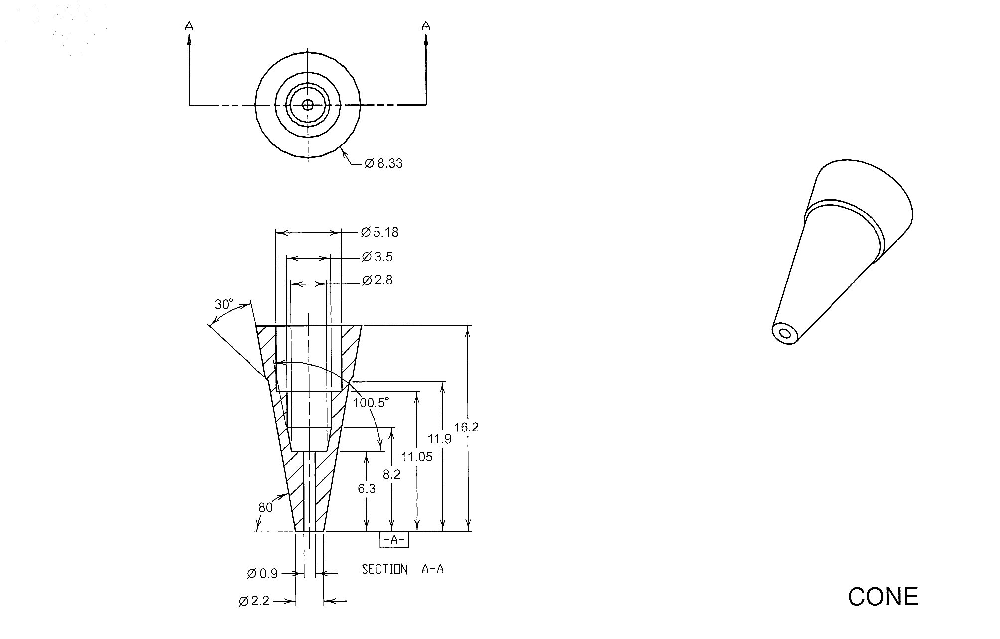 A A
Ø 8.33
Ø 5.18
Ø 3.5
Ø 2.8
30°
100.5°
16.2
11.9
11.05
8.2
6.3
80
-A-
SECTION A-A
Ø 0.9
Ø 2.2
CONE